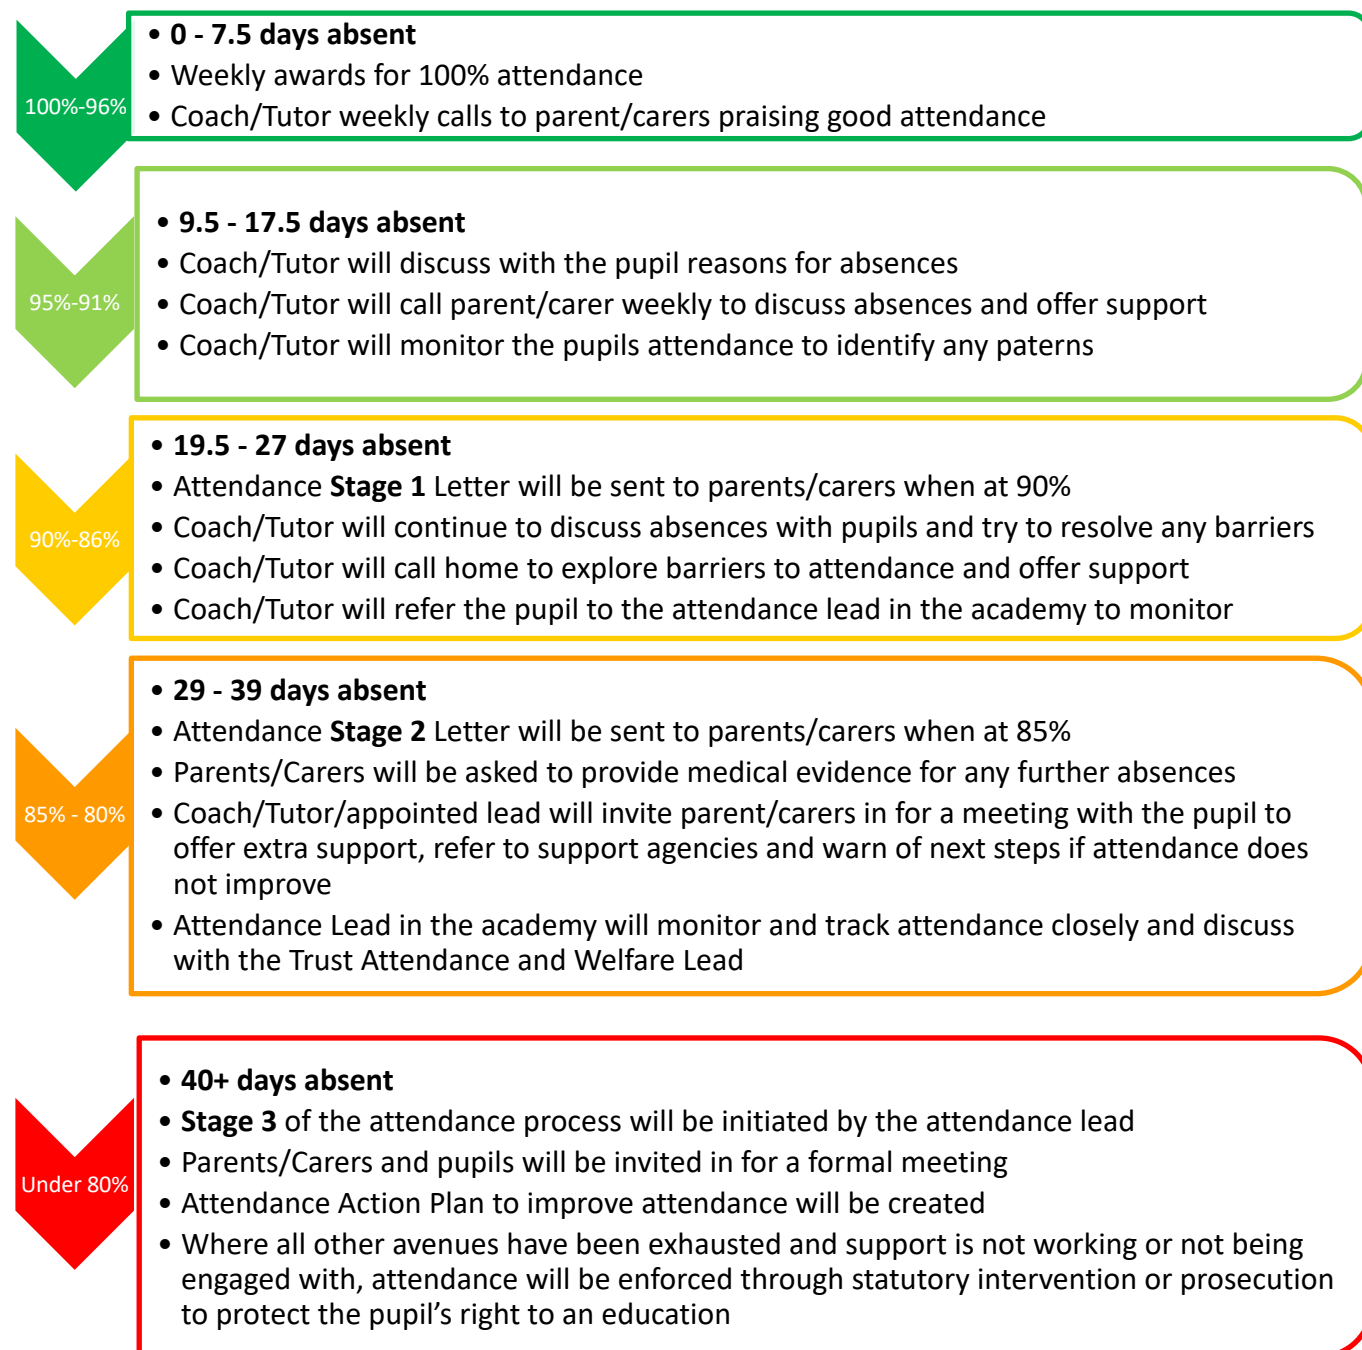 100%-96%
• 0 - 7.5 days absent
• Weekly awards for 100% attendance
• Coach/Tutor weekly calls to parent/carers praising good attendance
95%-91%
• 9.5 - 17.5 days absent
• Coach/Tutor will discuss with the pupil reasons for absences
• Coach/Tutor will call parent/carer weekly to discuss absences and offer support
• Coach/Tutor will monitor the pupils attendance to identify any paterns
90%-86%
• 19.5 - 27 days absent
• Attendance Stage 1 Letter will be sent to parents/carers when at 90%
• Coach/Tutor will continue to discuss absences with pupils and try to resolve any barriers
• Coach/Tutor will call home to explore barriers to attendance and offer support
• Coach/Tutor will refer the pupil to the attendance lead in the academy to monitor
85% - 80%
• 29 - 39 days absent
• Attendance Stage 2 Letter will be sent to parents/carers when at 85%
• Parents/Carers will be asked to provide medical evidence for any further absences
• Coach/Tutor/appointed lead will invite parent/carers in for a meeting with the pupil to
offer extra support, refer to support agencies and warn of next steps if attendance does
not improve
• Attendance Lead in the academy will monitor and track attendance closely and discuss
with the Trust Attendance and Welfare Lead
Under 80%
• 40+ days absent
• Stage 3 of the attendance process will be initiated by the attendance lead
• Parents/Carers and pupils will be invited in for a formal meeting
• Attendance Action Plan to improve attendance will be created
• Where all other avenues have been exhausted and support is not working or not being
engaged with, attendance will be enforced through statutory intervention or prosecution
to protect the pupil’s right to an education